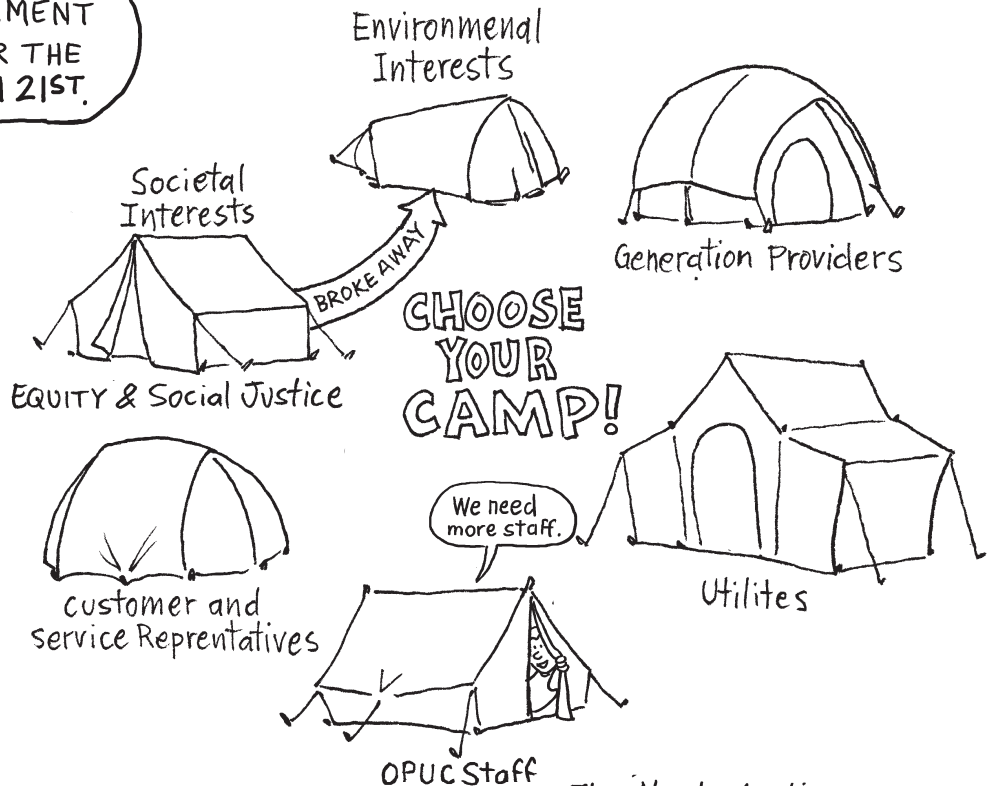 MENT
R THE
21ST.
Environmenal
Interests
Societal
Interests
BROKE AWAY
Generation Providers
CHOOSE
YOUR
CAMP!
EQUITY & Social Justice
We need
more staff.
Utilites
customer and
service Reprentatives
OPUC Staff